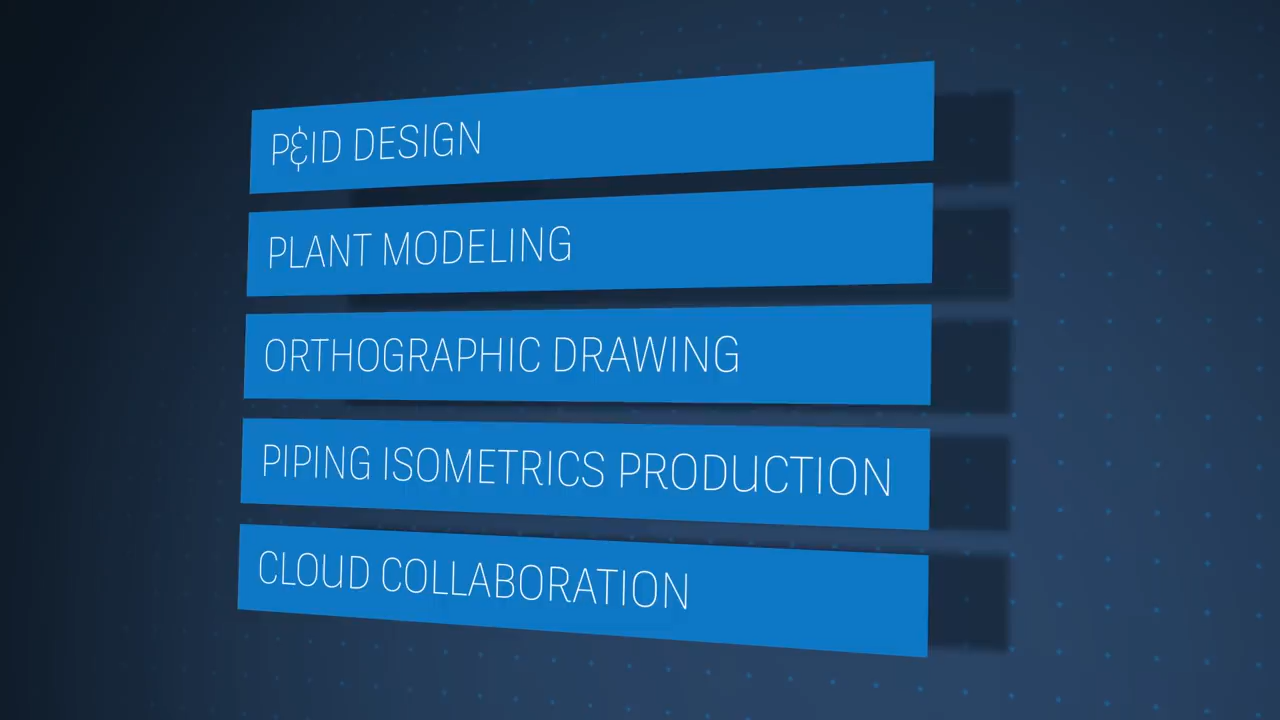 P&ID DESIGN
PLANT MODELING
ORTHOGRAPHIC DRAWING
PIPING ISOMETRICS PRODUCTION
CLOUD COLLABORATION